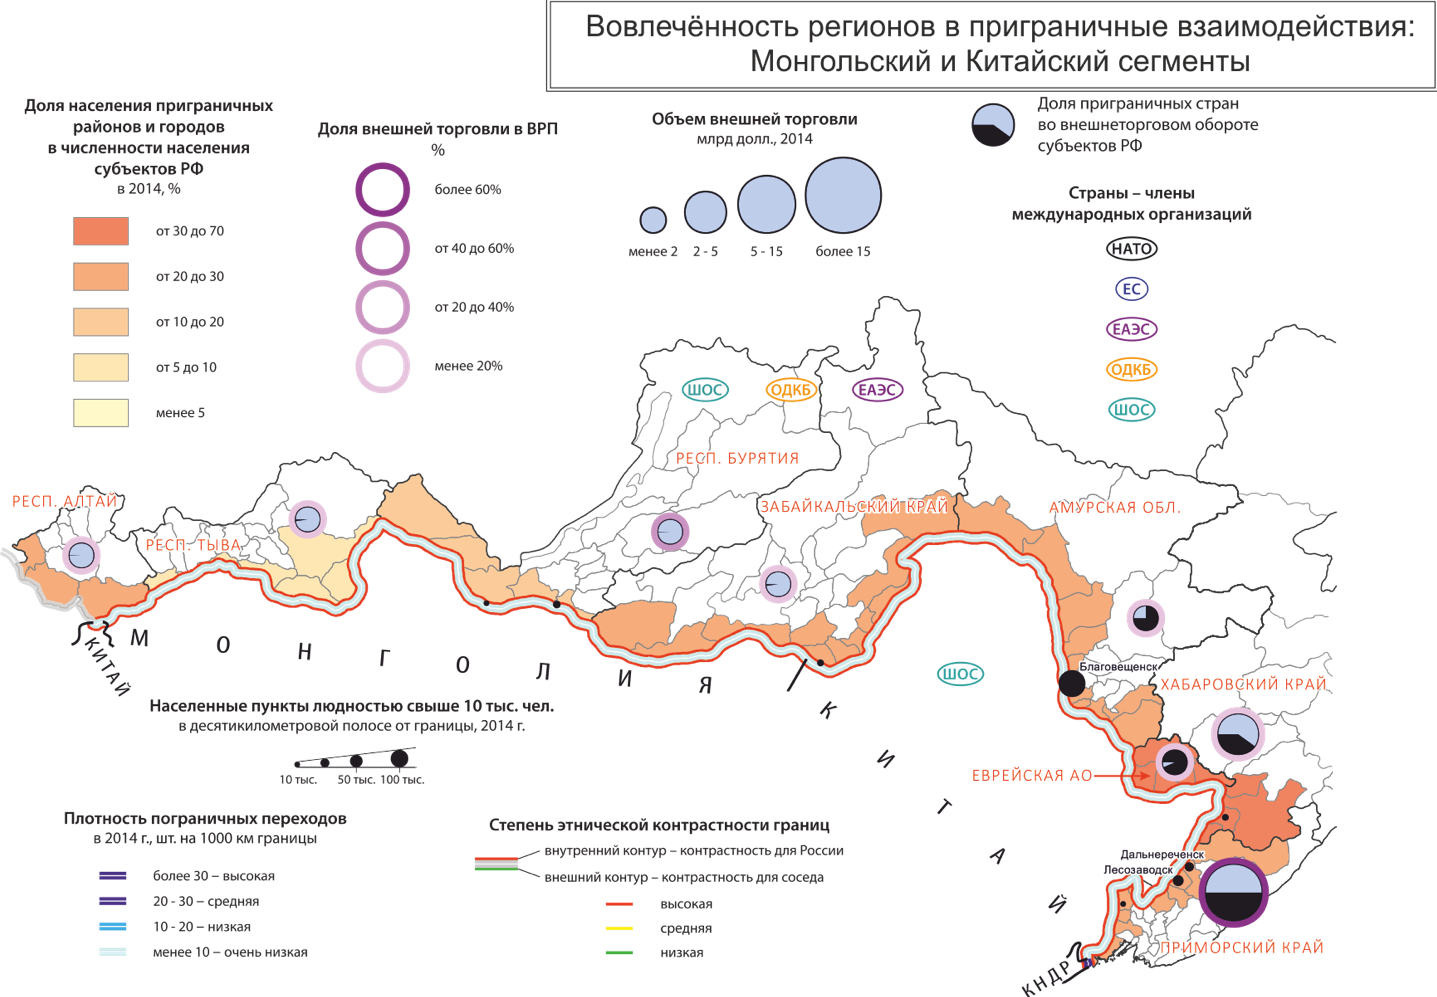 Вовлечённость регионов в приграничные взаимодействия:
Монгольский и Китайский сегменты
Доля населения приграничных
районов и городов
в численности населения
субъектов РФ
в 2014, %
от 30 до 70
от 20 до 30
от 10 до 20
от 5 до 10
менее 5
Доля внешней торговли в ВРП
%
более 60%
от 40 до 60%
от 20 до 40%
менее 20%
Объем внешней торговли
млрд долл., 2014
менее 2
2 - 5
5 - 15
более 15
Доля приграничных стран
во внешнеторговом обороте
субъектов РФ
Страны – члены
международных организаций
НАТО
ЕС
ЕАЭС
ОДКБ
ШОС
ШОС
ОДКБ
ЕАЭС
РЕСП. БУРЯТИЯ
РЕСП. АЛТАЙ
РЕСП. ТЫВА
ЗАБАЙКАЛЬСКИЙ КРАЙ
АМУРСКАЯ ОБЛ.
КИТАЙ
МОНГОЛИЯ
КИТАЙ
ШОС
Благовещенск
ХАБАРОВСКИЙ КРАЙ
ЕВРЕЙСКАЯ АО
Дальнереченск
Лесозаводск
ПРИМОРСКИЙ КРАЙ
КНДР
Населенные пункты людностью свыше 10 тыс. чел.
в десятикилометровой полосе от границы, 2014 г.
10 тыс.
50 тыс.
100 тыс.
Плотность пограничных переходов
в 2014 г., шт. на 1000 км границы
более 30 – высокая
20 - 30 – средняя
10 - 20 – низкая
менее 10 – очень низкая
Степень этнической контрастности границ
внутренний контур – контрастность для России
внешний контур – контрастность для соседа
высокая
средняя
низкая